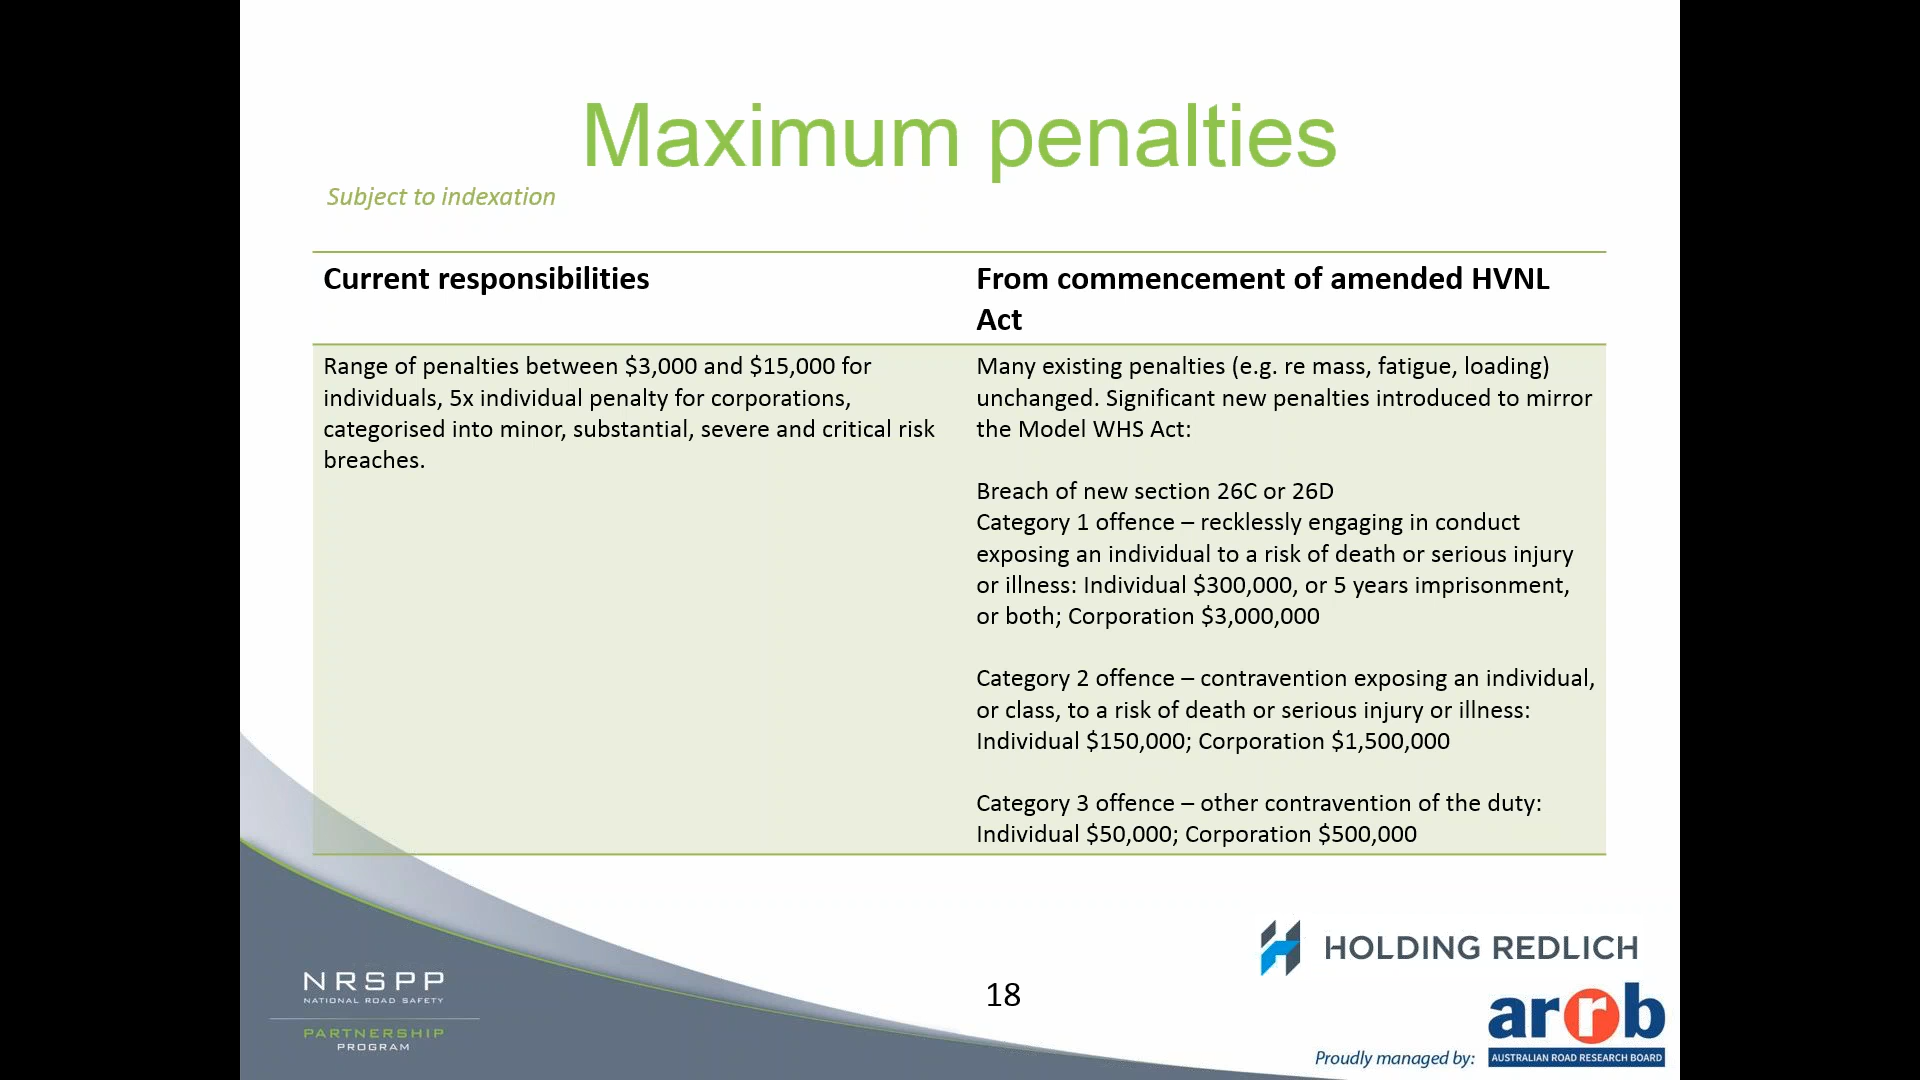 Maximum penalties
Subject to indexation
Current responsibilities
From commencement of amended HVNL
Act
Range of penalties between $3,000 and $15,000 for
individuals, 5x individual penalty for corporations,
categorised into minor, substantial, severe and critical risk
breaches.
Many existing penalties (e.g. re mass, fatigue, loading)
unchanged. Significant new penalties introduced to mirror
the Model WHS Act:
Breach of new section 26C or 26D
Category 1 offence – recklessly engaging in conduct
exposing an individual to a risk of death or serious injury
or illness: Individual $300,000, or 5 years imprisonment,
or both; Corporation $3,000,000
Category 2 offence – contravention exposing an individual,
or class, to a risk of death or serious injury or illness:
Individual $150,000; Corporation $1,500,000
Category 3 offence – other contravention of the duty:
Individual $50,000; Corporation $500,000
HOLDING REDLICH
NRSPP
NATIONAL ROAD SAFETY
PARTNERSHIP
PROGRAM
18
arrb
Proudly managed by:
AUSTRALIAN ROAD RESEARCH BOARD